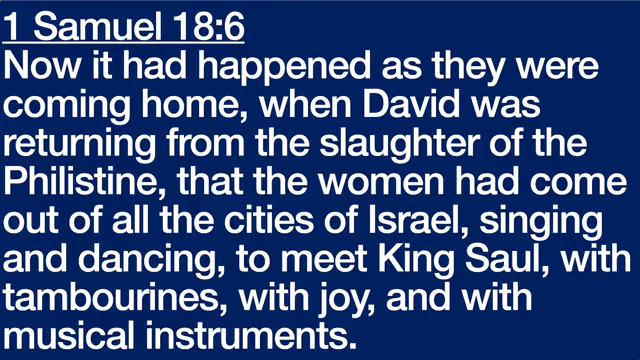 1 Samuel 18:6
Now it had happened as they were
coming home, when David was
returning from the slaughter of the
Philistine, that the women had come
out of all the cities of Israel, singing
and dancing, to meet King Saul, with
tambourines, with joy, and with
musical instruments.